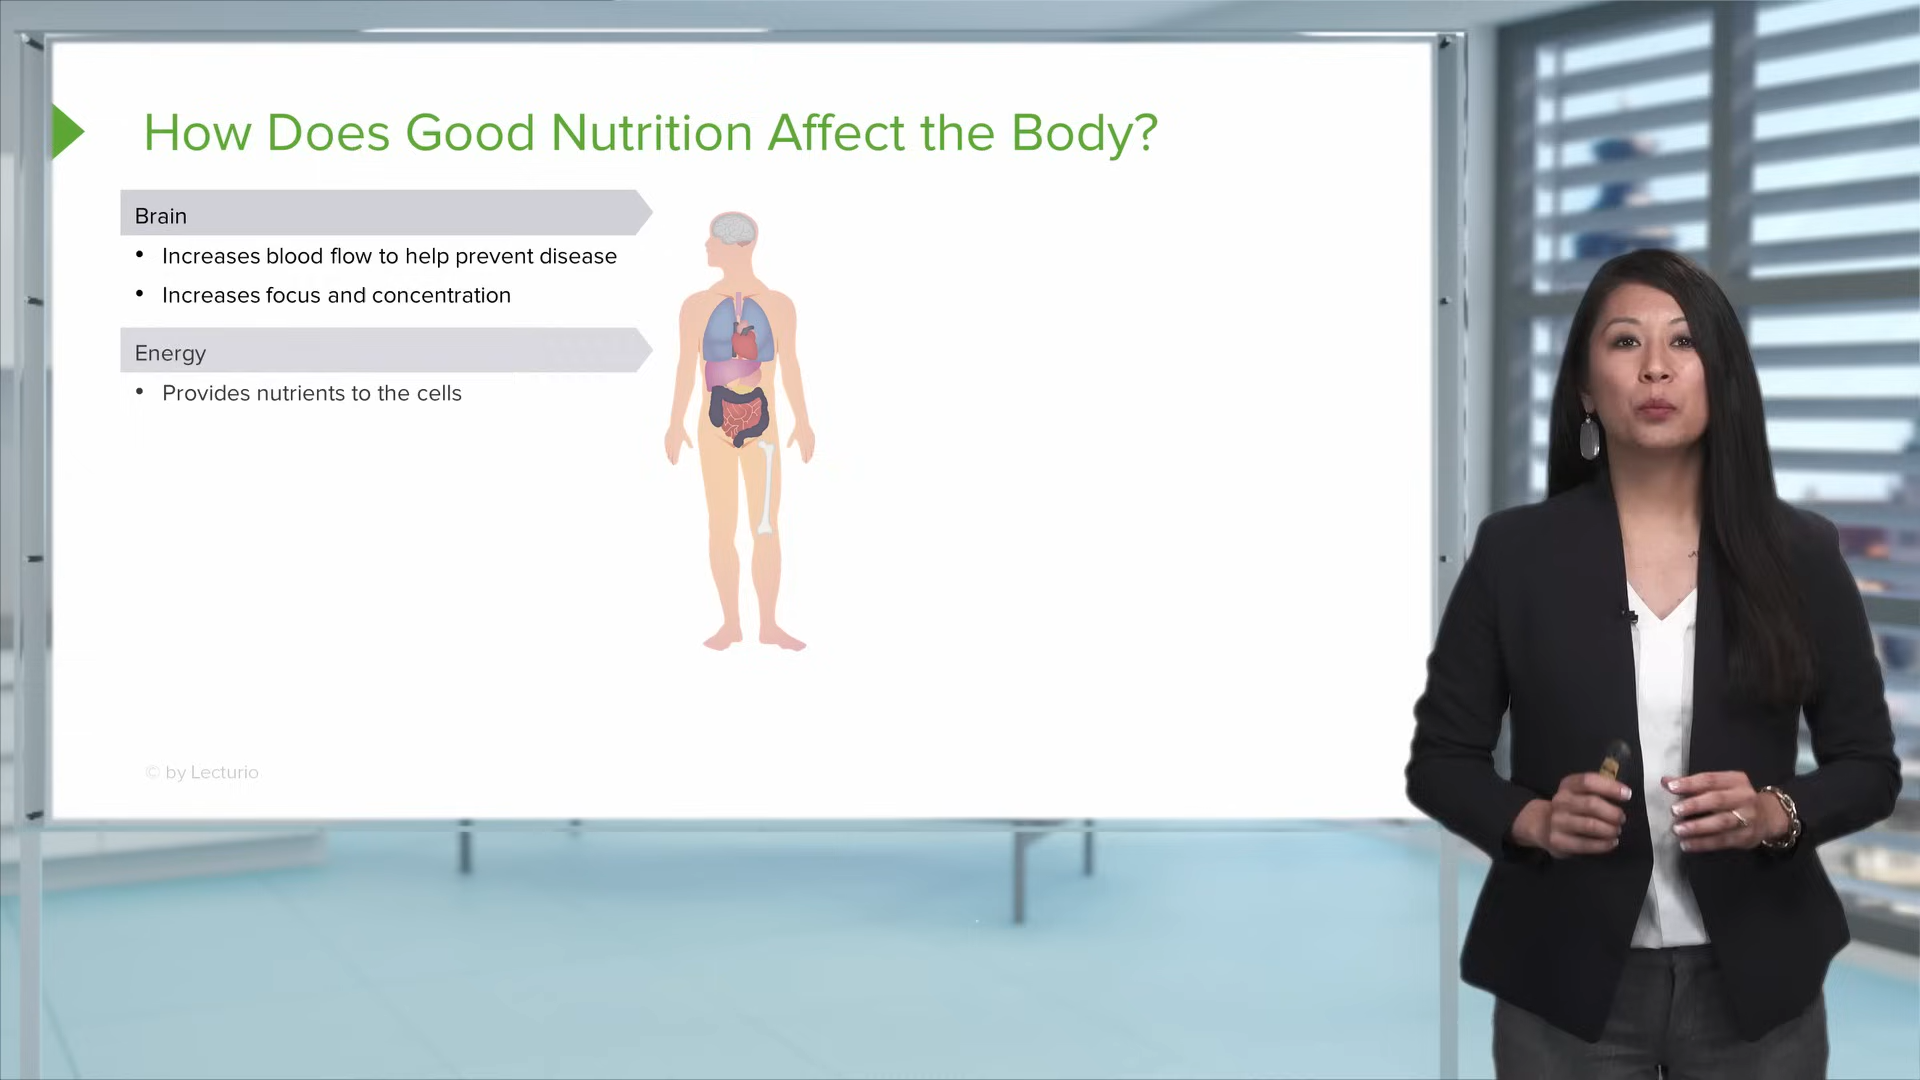 How Does Good Nutrition Affect the Body?
Brain
• Increases blood flow to help prevent disease
• Increases focus and concentration
Energy
• Provides nutrients to the cells
© by Lecturio